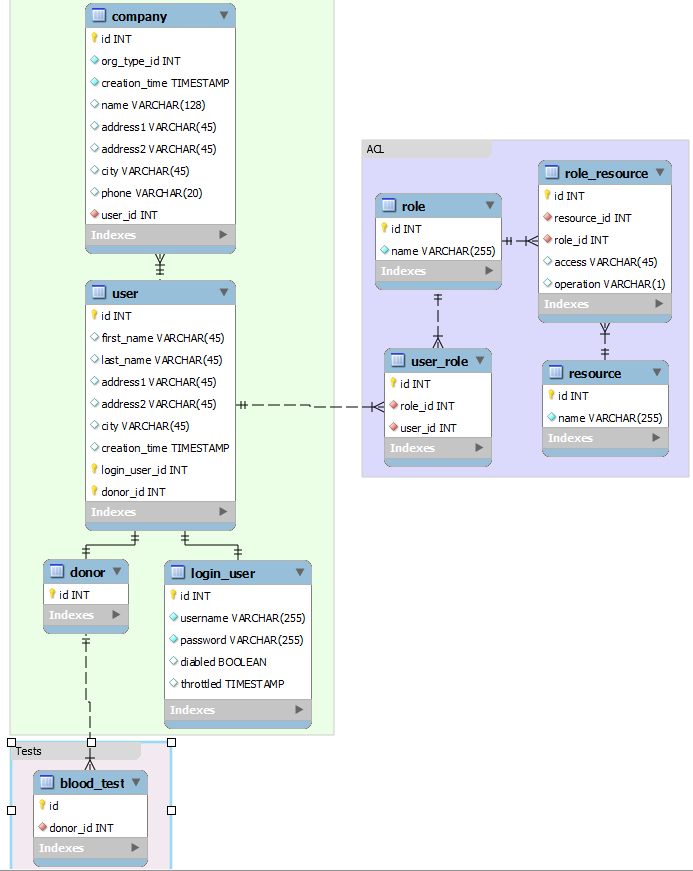 company
id INT
org_type_id INT
creation_time TIMESTAMP
name VARCHAR(128)
address1 VARCHAR(45)
address2 VARCHAR(45)
city VARCHAR(45)
phone VARCHAR(20)
user_id INT
Indexes
user
id INT
first_name VARCHAR(45)
last_name VARCHAR(45)
address1 VARCHAR(45)
address2 VARCHAR(45)
city VARCHAR(45)
creation_time TIMESTAMP
login_user_id INT
donor_id INT
Indexes
donor
id INT
Indexes
login_user
id INT
username VARCHAR(255)
password VARCHAR(255)
diabled BOOLEAN
throttled TIMESTAMP
Indexes
Tests
blood_test
id
donor_id INT
Indexes
ACL
role
id INT
name VARCHAR(255)
Indexes
role_resource
id INT
resource_id INT
role_id INT
access VARCHAR(45)
operation VARCHAR(1)
Indexes
user_role
id INT
role_id INT
user_id INT
Indexes
resource
id INT
name VARCHAR(255)
Indexes